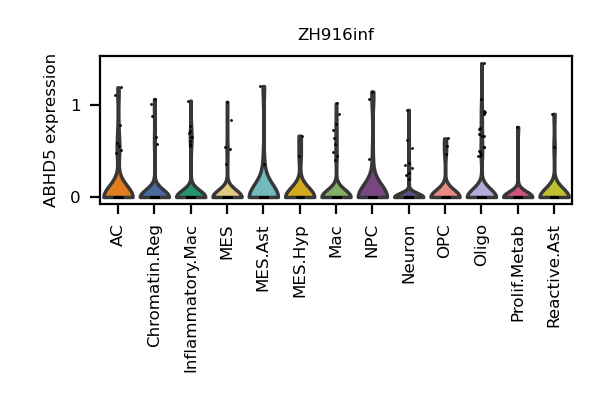 ZH916inf
ABHD5 expression
1
0
AC
Chromatin.Reg
Inflammatory.Mac
MES
MES.Ast
MES.Hyp
Mac
NPC
Neuron
OPC
Oligo
Prolif.Metab
Reactive.Ast